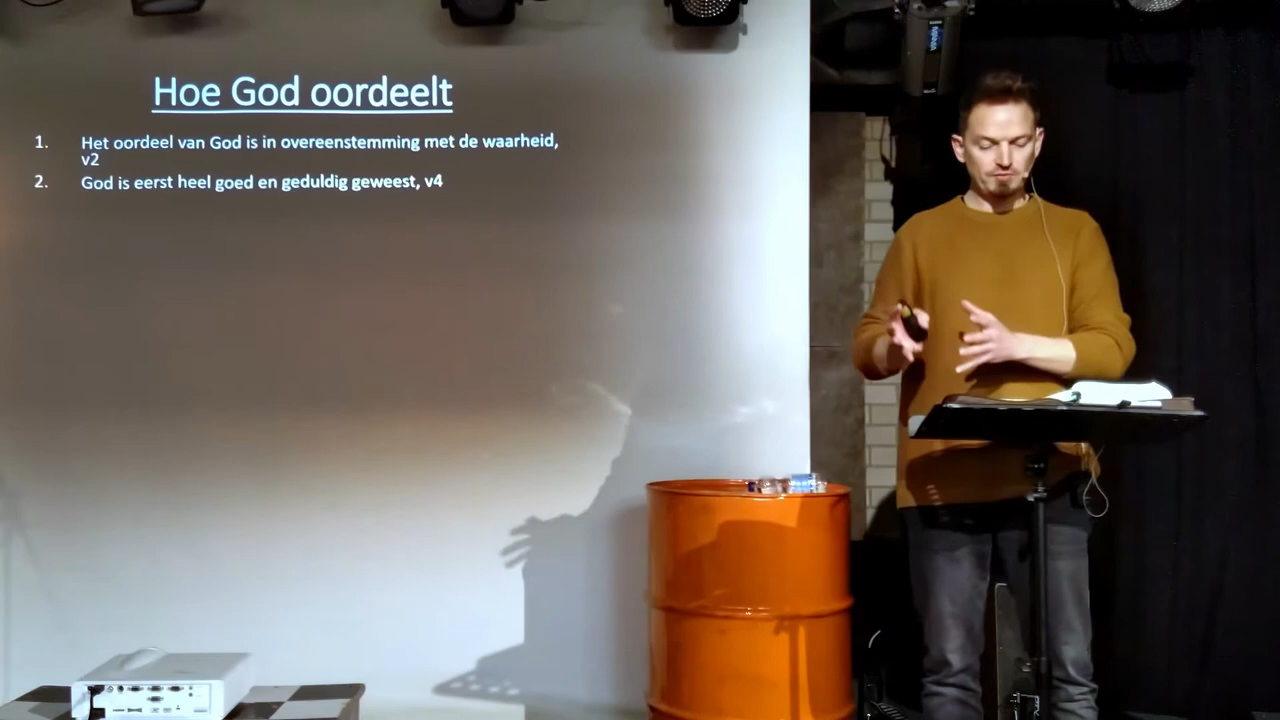 Hoe God oordeelt
1. Het oordeel van God is in overeenstemming met de waarheid,
v2
2. God is eerst heel goed en geduldig geweest, v4